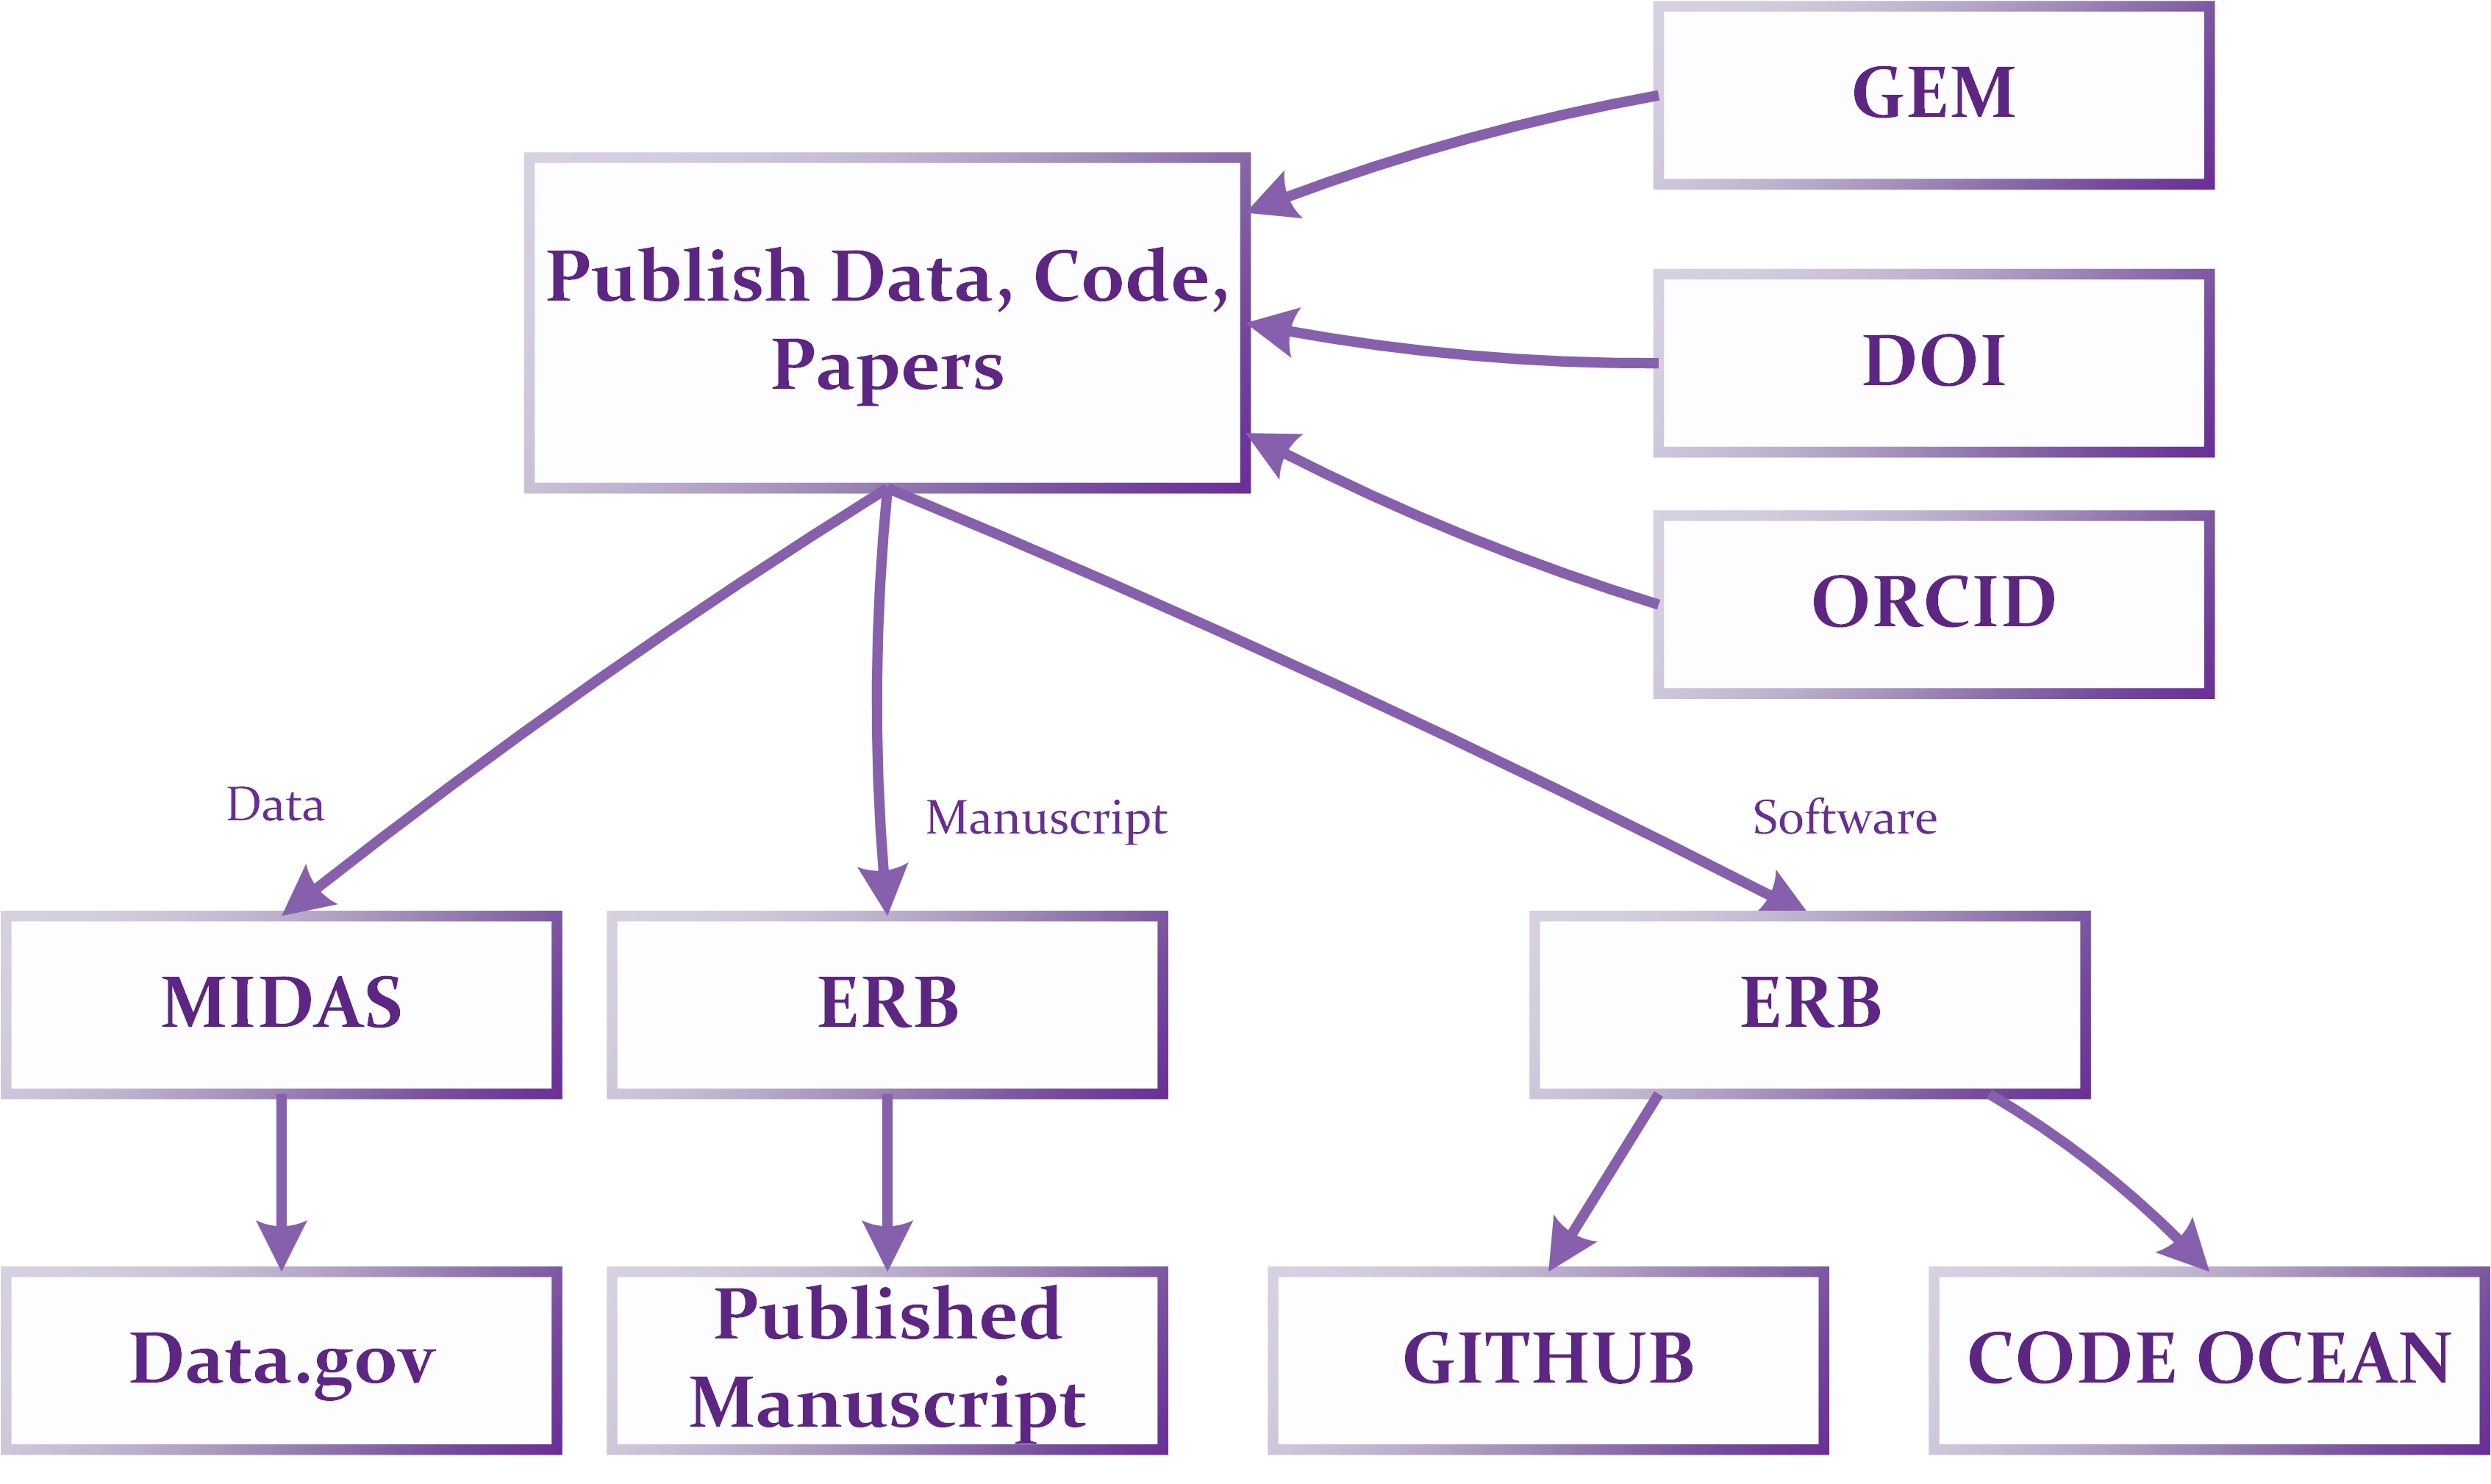 GEM
Publish Data, Code,
Papers
DOI
ORCID
Data
Manuscript
Software
MIDAS
ERB
ERB
Data.gov
Published
Manuscript
GITHUB
CODE OCEAN